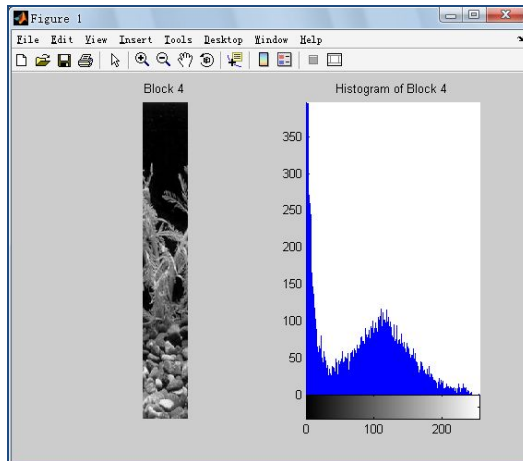 Figure 1
File Edit View Insert Tools Desktop Window Help
Block 4
Histogram of Block 4
350
300
250
200
150
100
50
0
0 100 200